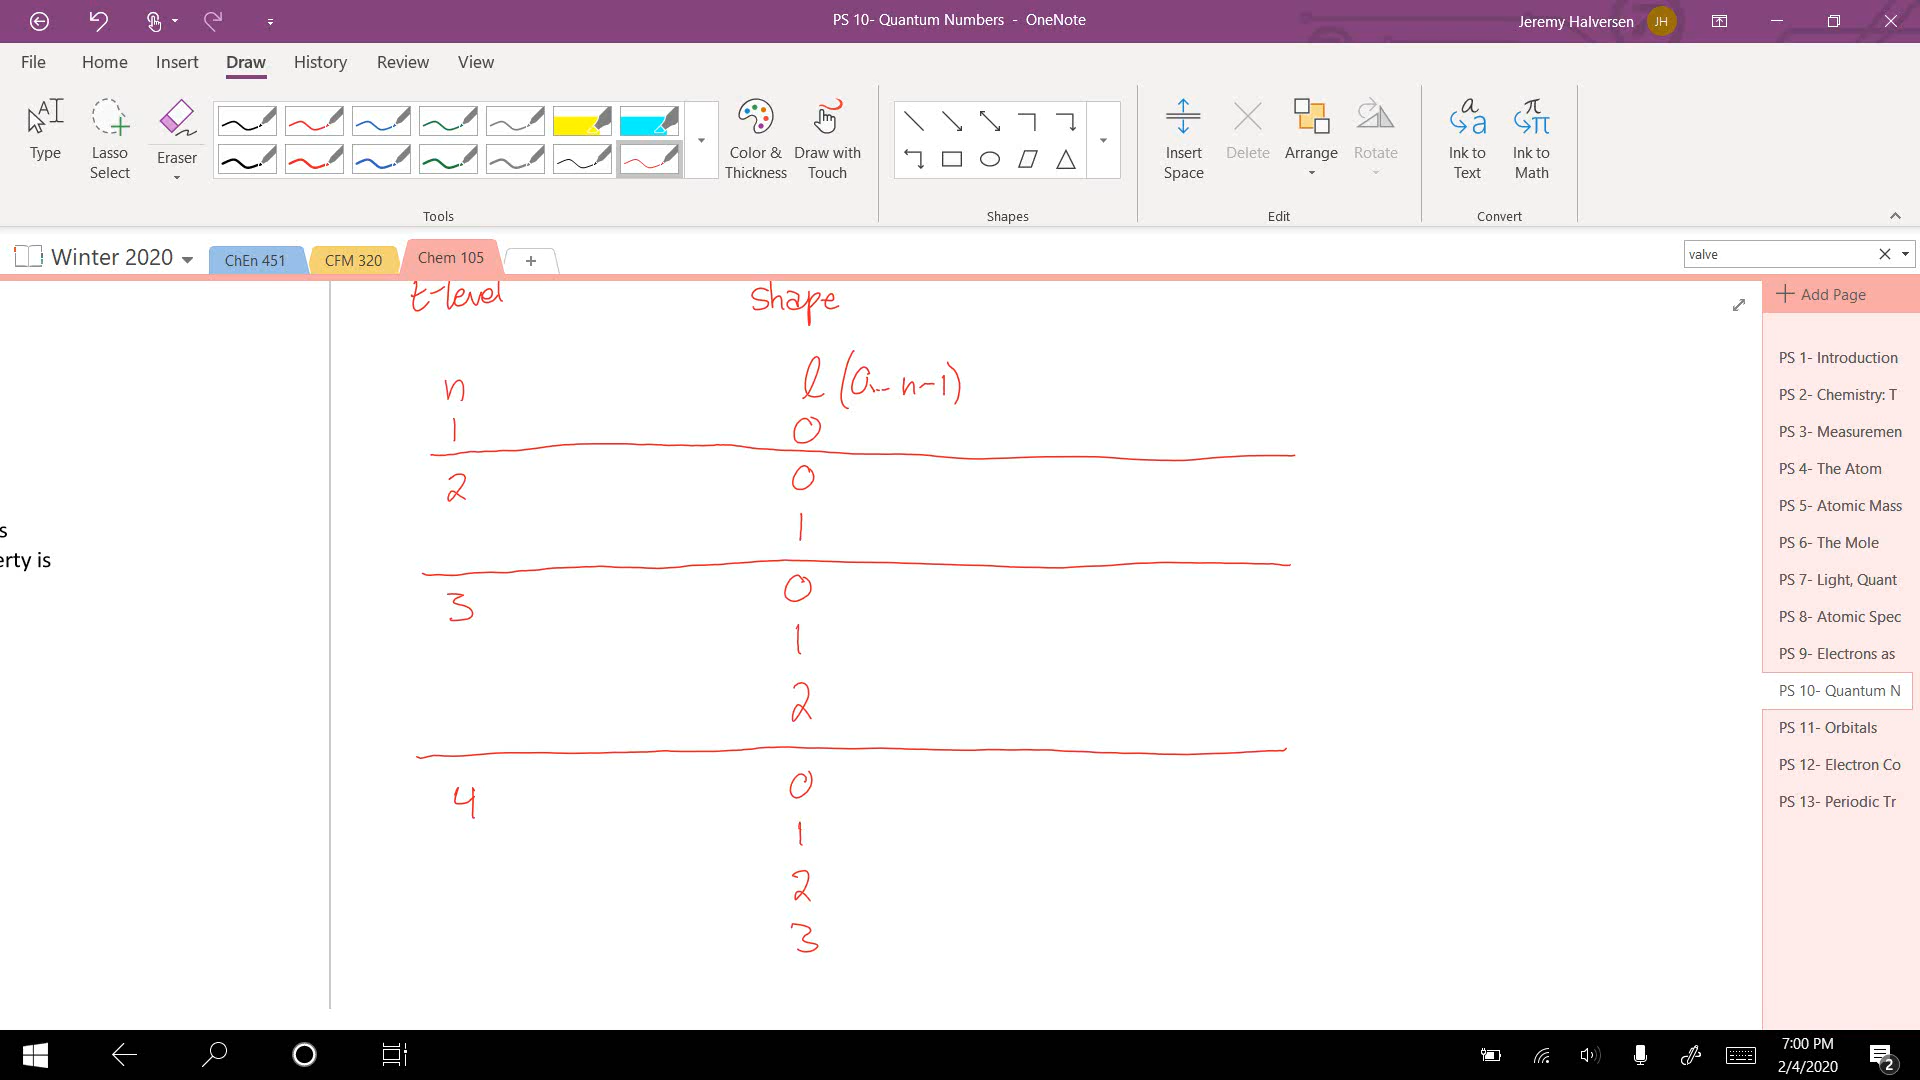 PS 10- Quantum Numbers - OneNote
Jeremy Halversen
JH
File Home Insert Draw History Review View
Type
Lasso Select
Eraser
Color & Thickness
Draw with Touch
Insert Space
Delete
Arrange
Rotate
Ink to Text
Ink to Math
Tools
Shapes
Edit
Convert
Winter 2020
ChEn 451
CFM 320
Chem 105
valve
Add Page
E-level shape
n l (0... n-1)
1 0
2 0
1
3 0
1
2
4 0
1
2
3
s
erty is
PS 1- Introduction
PS 2- Chemistry: T
PS 3- Measuremen
PS 4- The Atom
PS 5- Atomic Mass
PS 6- The Mole
PS 7- Light, Quant
PS 8- Atomic Spec
PS 9- Electrons as
PS 10- Quantum N
PS 11- Orbitals
PS 12- Electron Co
PS 13- Periodic Tr
7:00 PM
2/4/2020
2